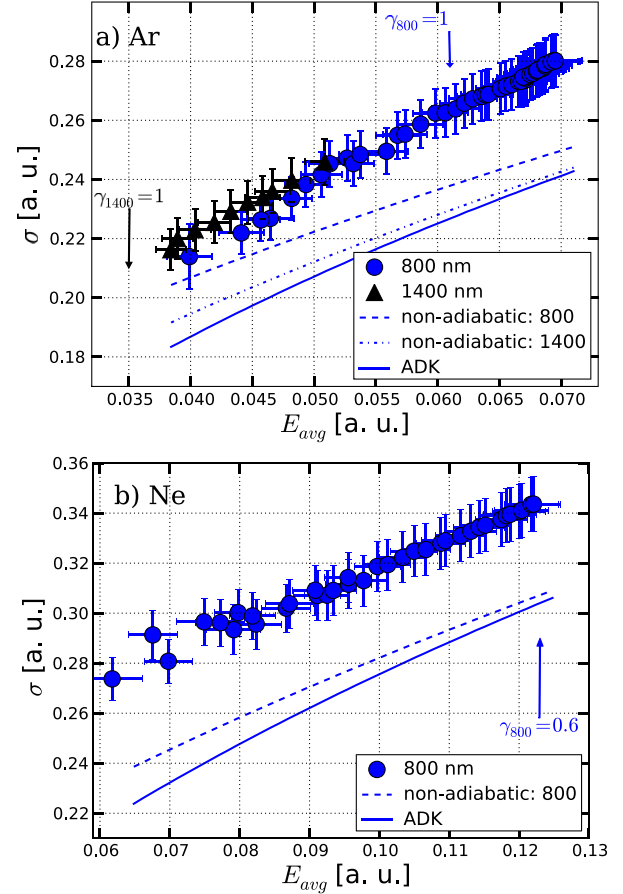 a) Ar
γ800=1
0.28
0.26
0.24
0.22
0.20
0.18
σ [a. u.]
γ1400=1
800 nm
1400 nm
non-adiabatic: 800
non-adiabatic: 1400
ADK
0.035 0.040 0.045 0.050 0.055 0.060 0.065 0.070
Eavg [a. u.]
b) Ne
0.36
0.34
0.32
0.30
0.28
0.26
0.24
0.22
σ [a. u.]
γ800=0.6
800 nm
non-adiabatic: 800
ADK
0.06 0.07 0.08 0.09 0.10 0.11 0.12 0.13
Eavg [a. u.]